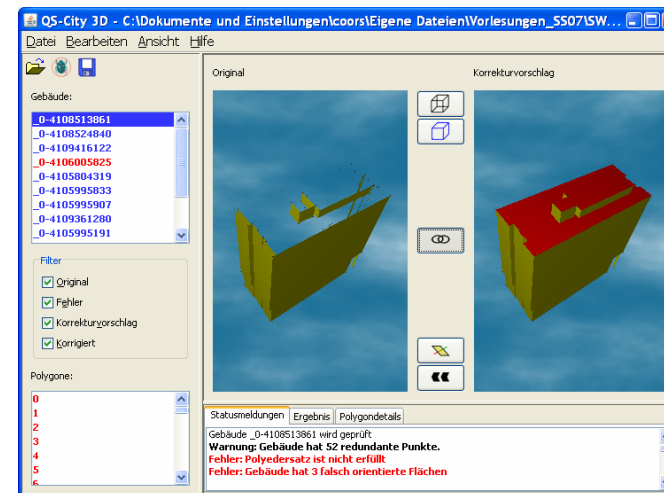 QS-City 3D - C:\Dokumente und Einstellungen\coors\Eigene Dateien\Vorlesungen_SS07\SW...
Datei Bearbeiten Ansicht Hilfe
Gebäude:
_0-4108513861
_0-4108524840
_0-4109416122
_0-4106005825
_0-4105804319
_0-4105995833
_0-4105995907
_0-4109361280
_0-4105995191
Filter
Original
Fehler
Korrekturvorschlag
Korrigiert
Polygone:
0
1
2
3
4
5
6
Original
Korrekturvorschlag
Statusmeldungen Ergebnis Polygondetails
Gebäude _0-4108513861 wird geprüft
Warnung: Gebäude hat 52 redundante Punkte.
Fehler: Polyedersatz ist nicht erfüllt
Fehler: Gebäude hat 3 falsch orientierte Flächen